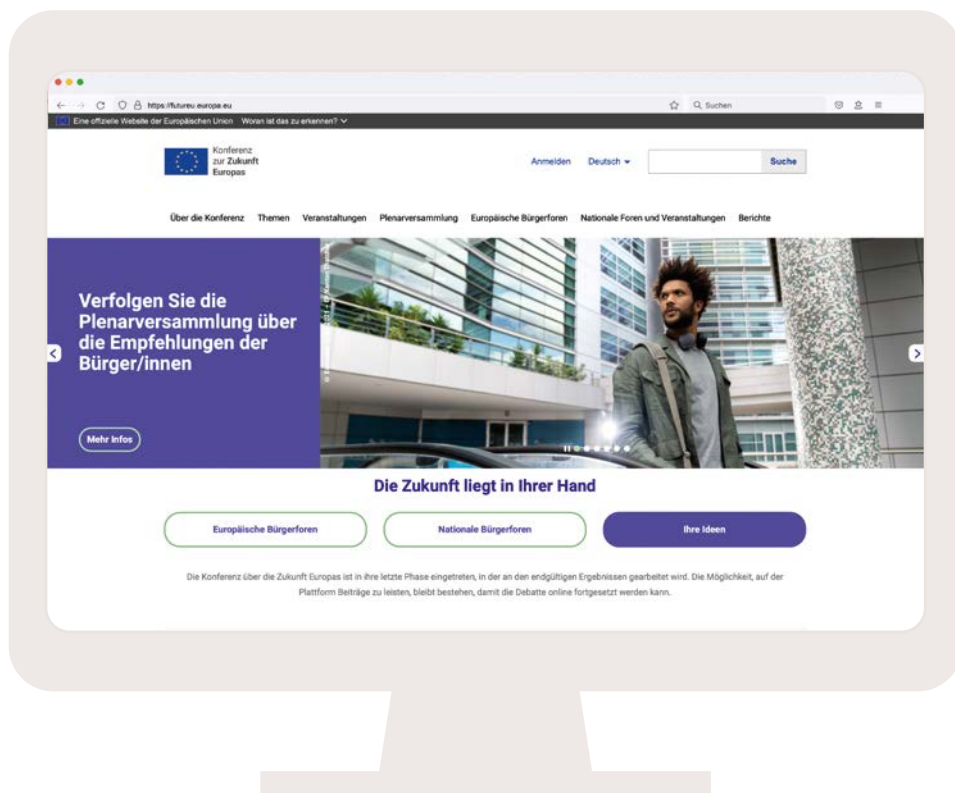 https://futureu.europa.eu
Suchen
Eine offizielle Website der Europäischen Union Woran ist das zu erkennen?
Konferenz
zur Zukunft
Europas
Anmelden Deutsch
Suche
Über die Konferenz Themen Veranstaltungen Plenarversammlung Europäische Bürgerforen Nationale Foren und Veranstaltungen Berichte
Verfolgen Sie die
Plenarversammlung über
die Empfehlungen der
Bürger/innen
Mehr Infos
Die Zukunft liegt in Ihrer Hand
Europäische Bürgerforen
Nationale Bürgerforen
Ihre Ideen
Die Konferenz über die Zukunft Europas ist in ihre letzte Phase eingetreten, in der an den endgültigen Ergebnissen gearbeitet wird. Die Möglichkeit, auf der
Plattform Beiträge zu leisten, bleibt bestehen, damit die Debatte online fortgesetzt werden kann.